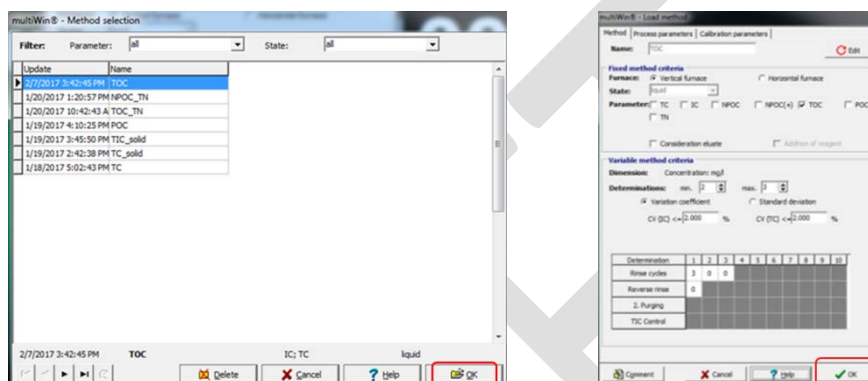 multiWin® - Method selection
Filter: Parameter: all State: all
Update Name
2/7/2017 3:42:45 PM TOC
1/20/2017 1:20:57 PM NPOC_TN
1/20/2017 10:42:43 A TOC_TN
1/19/2017 4:10:25 PM POC
1/19/2017 3:45:50 PM TIC_solid
1/19/2017 2:42:38 PM TC_solid
1/18/2017 5:02:43 PM TC
2/7/2017 3:42:45 PM TOC IC; TC liquid
Delete Cancel ? Help OK
multiWin® - Load method
Method Process parameters Calibration parameters
Name: TOC Edit
Fixed method criteria
Furnace: Vertical furnace Horizontal furnace
State: liquid
Parameter: TC IC NPOC NPOC(+) TOC POC
TN
Consideration eluate Addition of reagent
Variable method criteria
Dimension: Concentration: mg/l
Determinations: min. 2 max. 3
Variation coefficient Standard deviation
CV (IC) <= 2.000 % CV (TC) <= 2.000 %
Determination 1 2 3 4 5 6 7 8 9 10
Rinse cycles 3 0 0
Reverse rinse 0
2. Purging
TIC Control
Comment Cancel ? Help OK